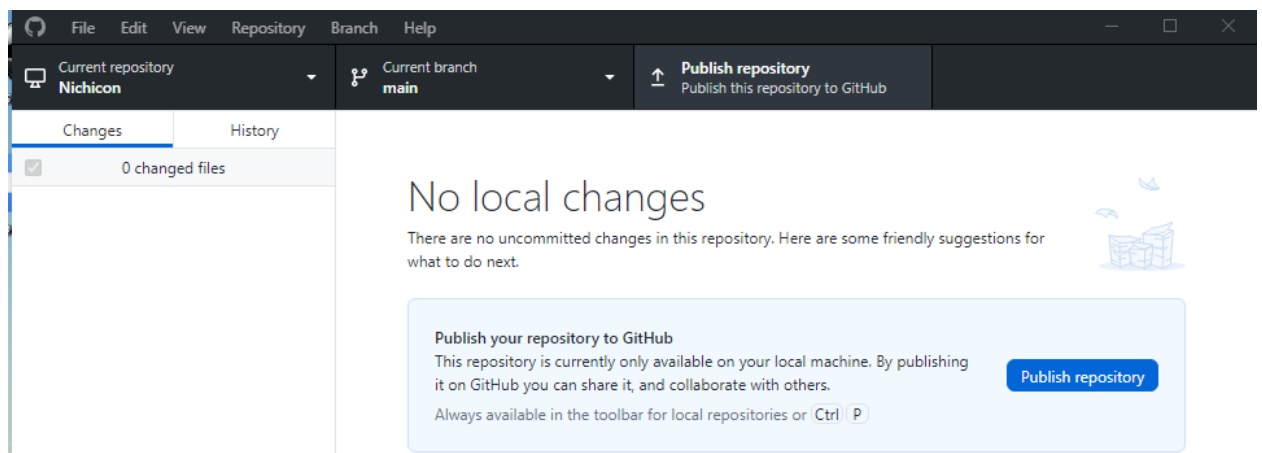 File Edit View Repository Branch Help
Current repository
Nichicon
Current branch
main
Publish repository
Publish this repository to GitHub
Changes History
0 changed files
No local changes
There are no uncommitted changes in this repository. Here are some friendly suggestions for
what to do next.
Publish your repository to GitHub
This repository is currently only available on your local machine. By publishing
it on GitHub you can share it, and collaborate with others.
Always available in the toolbar for local repositories or Ctrl P
Publish repository